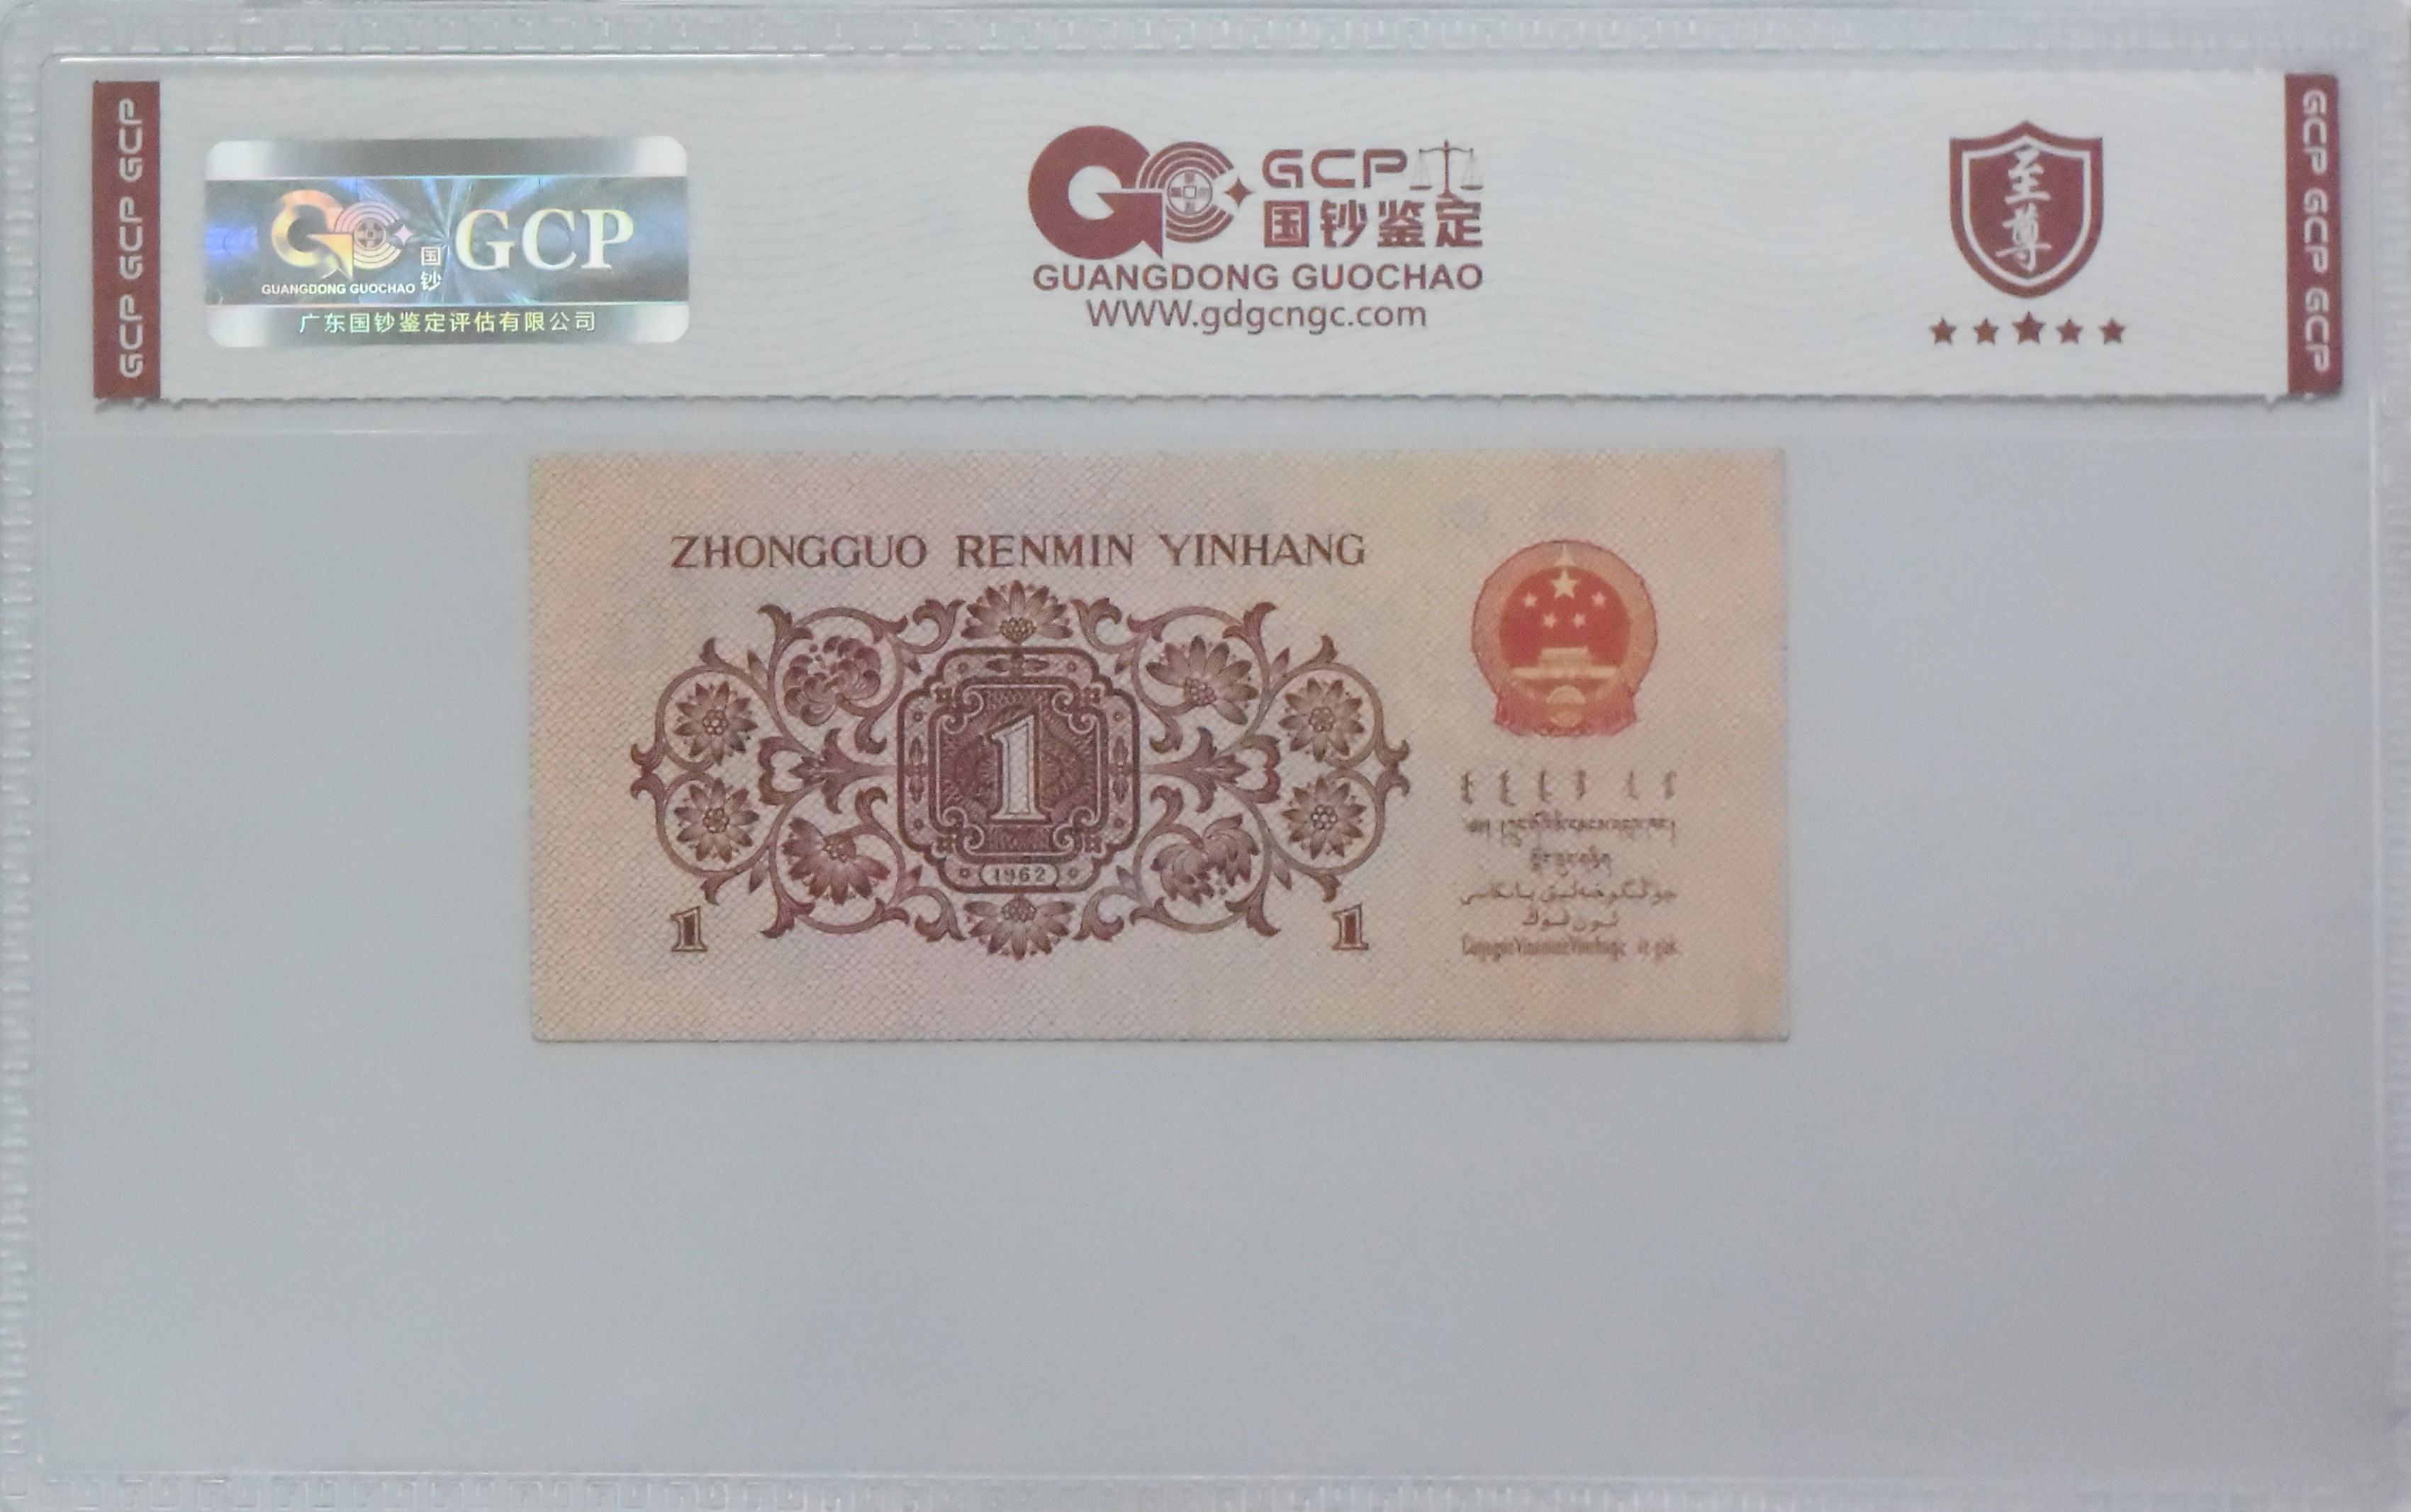 GCP GCP GCP
GUANGDONG GUOCHAO
国钞
GCP
广东国钞鉴定评估有限公司
GCP
国钞鉴定
GUANGDONG GUOCHAO
WWW.gdgcngc.com
至尊
GCP GCP GCP
ZHONGGUO RENMIN YINHANG
1
1962
1
1